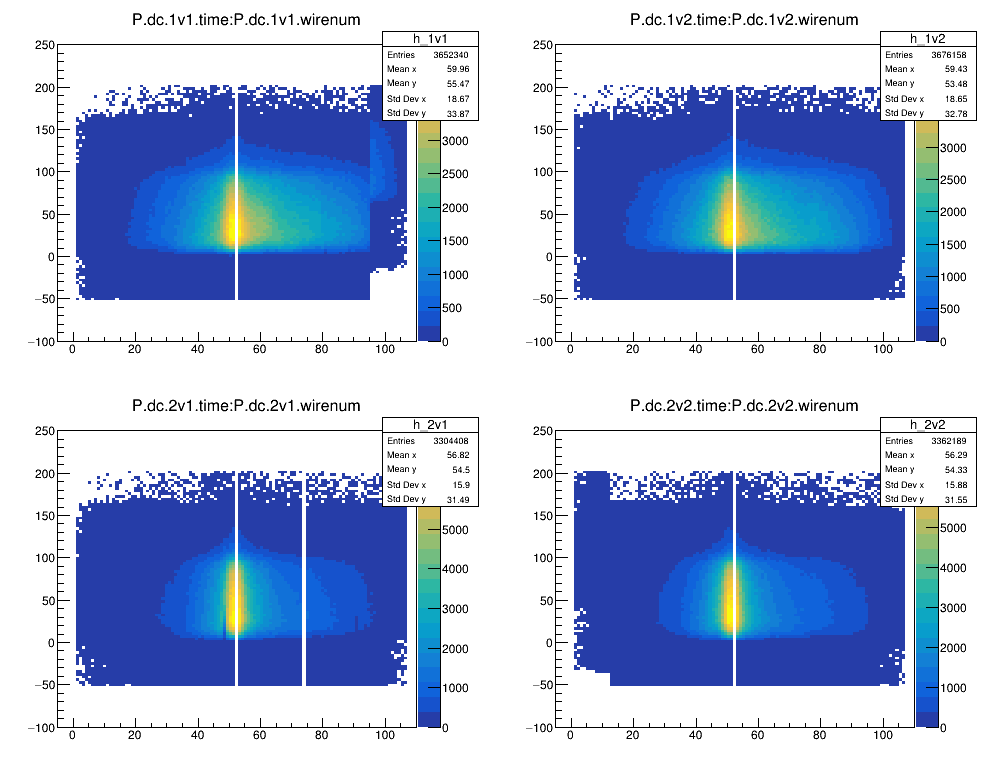 P.dc.1v1.time:P.dc.1v1.wirenum
h_1v1
Entries 3652340
Mean x 59.96
Mean y 55.47
Std Dev x 18.67
Std Dev y 33.87
250
200
150
100
50
0
−50
−100
0 20 40 60 80 100
3000
2500
2000
1500
1000
500
0
P.dc.1v2.time:P.dc.1v2.wirenum
h_1v2
Entries 3676158
Mean x 59.43
Mean y 53.48
Std Dev x 18.65
Std Dev y 32.78
250
200
150
100
50
0
−50
−100
0 20 40 60 80 100
3000
2500
2000
1500
1000
500
0
P.dc.2v1.time:P.dc.2v1.wirenum
h_2v1
Entries 3304408
Mean x 56.82
Mean y 54.5
Std Dev x 15.9
Std Dev y 31.49
250
200
150
100
50
0
−50
−100
0 20 40 60 80 100
5000
4000
3000
2000
1000
0
P.dc.2v2.time:P.dc.2v2.wirenum
h_2v2
Entries 3362189
Mean x 56.29
Mean y 54.33
Std Dev x 15.88
Std Dev y 31.55
250
200
150
100
50
0
−50
−100
0 20 40 60 80 100
5000
4000
3000
2000
1000
0